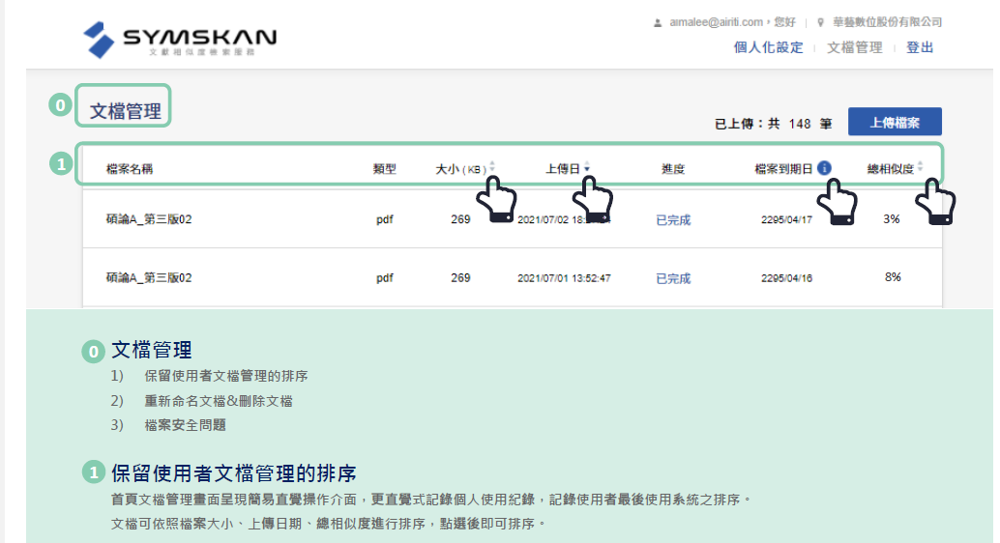 aimalee@airiti.com，您好 | 華藝數位股份有限公司
SYMSKAN
文獻相似度檢索服務
個人化設定 | 文檔管理 | 登出
0 文檔管理
已上傳：共 148 筆 上傳檔案
1 檔案名稱 類型 大小 (KB) 上傳日 進度 檔案到期日 i 總相似度
碩論A_第三版02 pdf 269 2021/07/02 18: 已完成 2295/04/17 3%
碩論A_第三版02 pdf 269 2021/07/01 13:52:47 已完成 2295/04/16 8%
0 文檔管理
1) 保留使用者文檔管理的排序
2) 重新命名文檔&刪除文檔
3) 檔案安全問題
1 保留使用者文檔管理的排序
首頁文檔管理畫面呈現簡易直覺操作介面，更直覺式記錄個人使用紀錄，記錄使用者最後使用系統之排序。
文檔可依照檔案大小、上傳日期、總相似度進行排序，點選後即可排序。